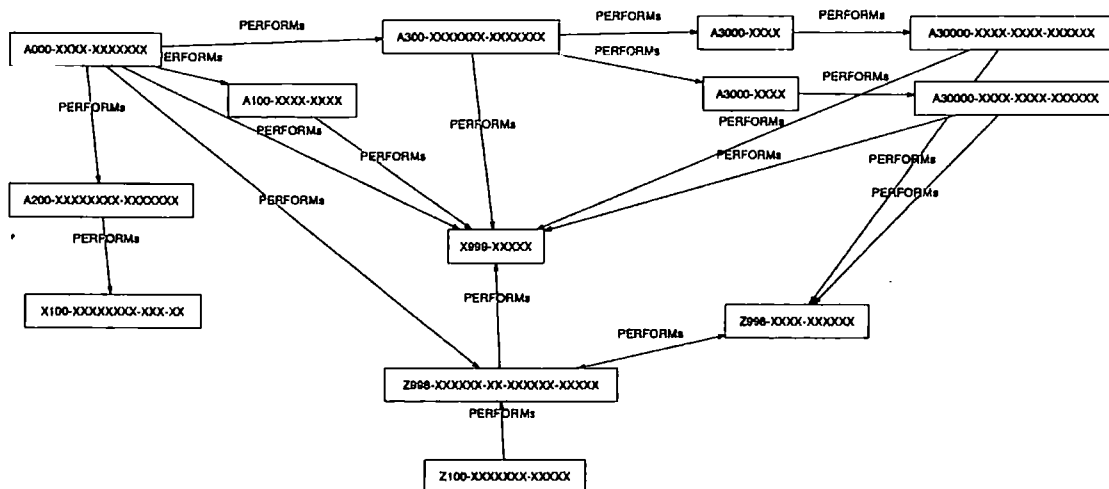 PERFORMs
PERFORMs
PERFORMs
A000-XXXX-XXXXXXX
A300-XXXXXXX-XXXXXXX
A3000-XXXX
A30000-XXXX-XXXX-XXXXXX
PERFORMs
PERFORMs
A100-XXXX-XXXX
A3000-XXXX
A30000-XXXX-XXXX-XXXXXX
PERFORMs
PERFORMs
PERFORMs
PERFORMs
PERFORMs
PERFORMs
PERFORMs
A200-XXXXXXXX-XXXXXXX
PERFORMs
PERFORMs
PERFORMs
X999-XXXXX
PERFORMs
X100-XXXXXXXX-XXX-XX
Z998-XXXX-XXXXXX
PERFORMs
Z998-XXXXXX-XX-XXXXXX-XXXXX
PERFORMs
Z100-XXXXXXX-XXXXX